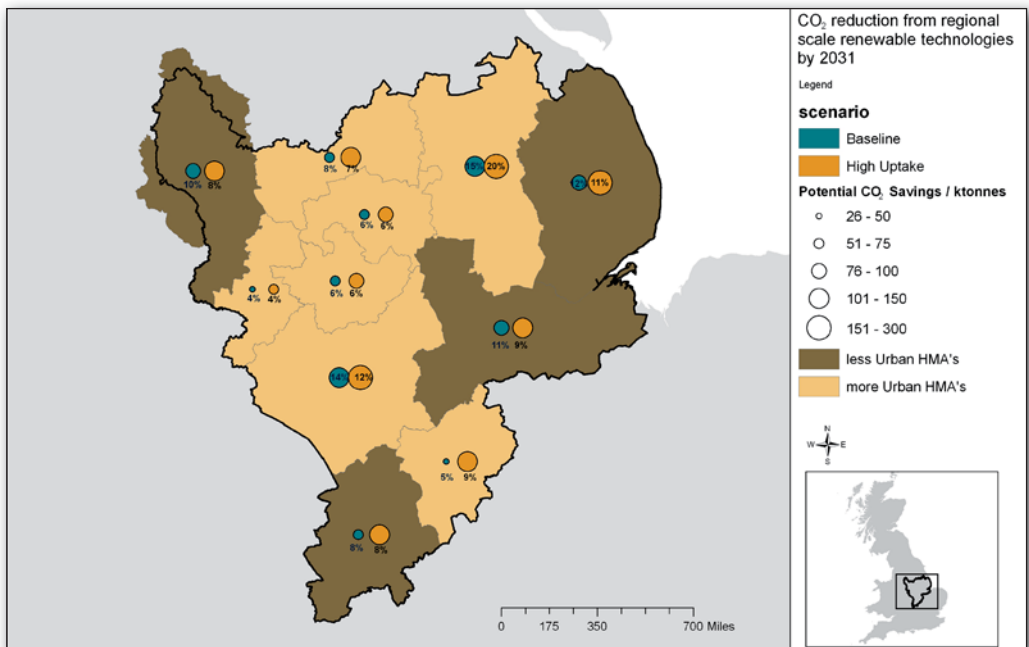 CO₂ reduction from regional
scale renewable technologies
by 2031
Legend
scenario
Baseline
High Uptake
Potential CO₂ Savings / ktonnes
26 - 50
51 - 75
76 - 100
101 - 150
151 - 300
less Urban HMA's
more Urban HMA's
N
W E
S
8% 7%
15% 20%
10% 8%
12% 11%
6% 6%
6% 6%
4% 4%
11% 9%
14% 12%
5% 9%
8% 8%
0 175 350 700 Miles